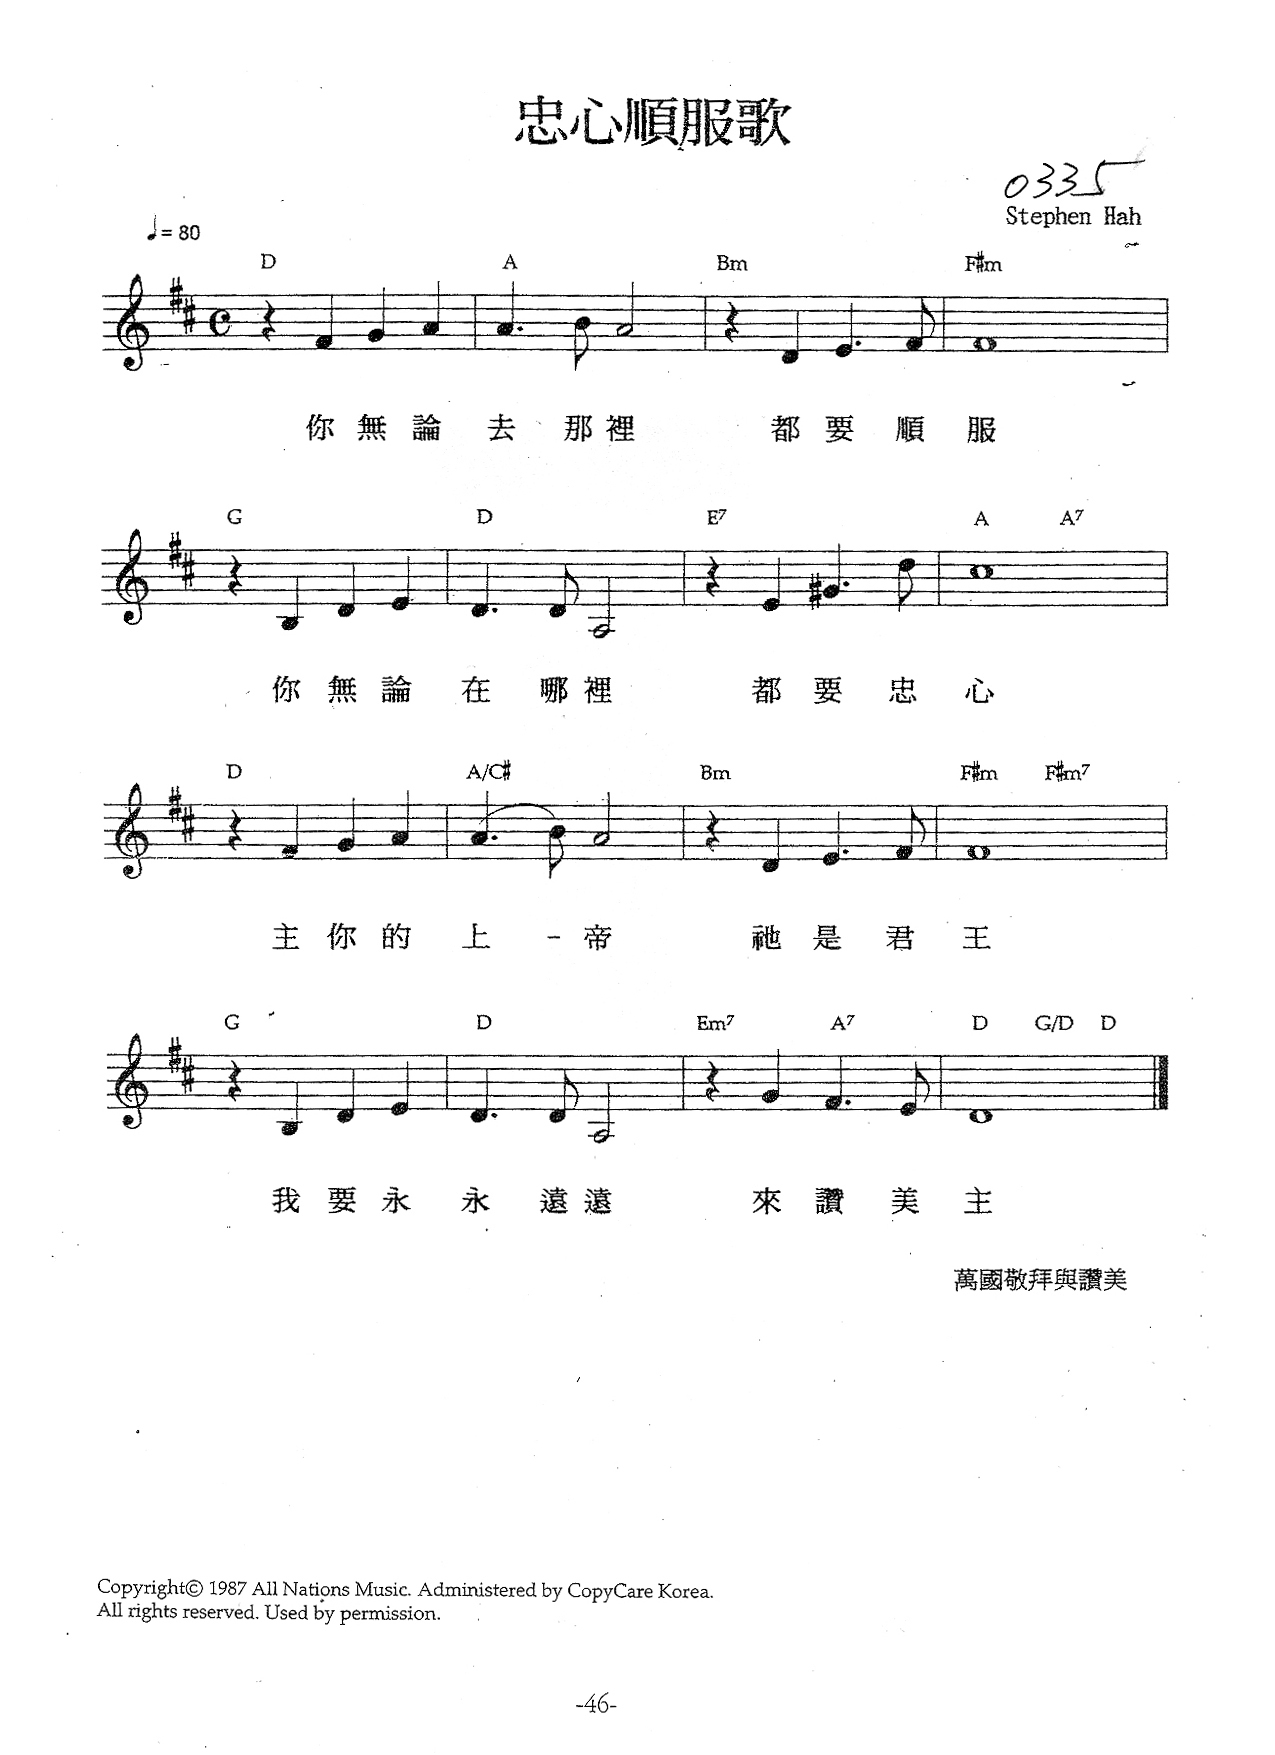 忠心順服歌
0335
Stephen Hah
♩= 80
D A Bm F#m
你無論去那裡 都要順服
G D E7 A A7
你無論在哪裡 都要忠心
D A/C# Bm F#m F#m7
主你的上-帝 祂是君王
G D Em7 A7 D G/D D
我要永永遠遠 來讚美主
萬國敬拜與讚美
Copyright© 1987 All Nations Music. Administered by CopyCare Korea.
All rights reserved. Used by permission.
-46-